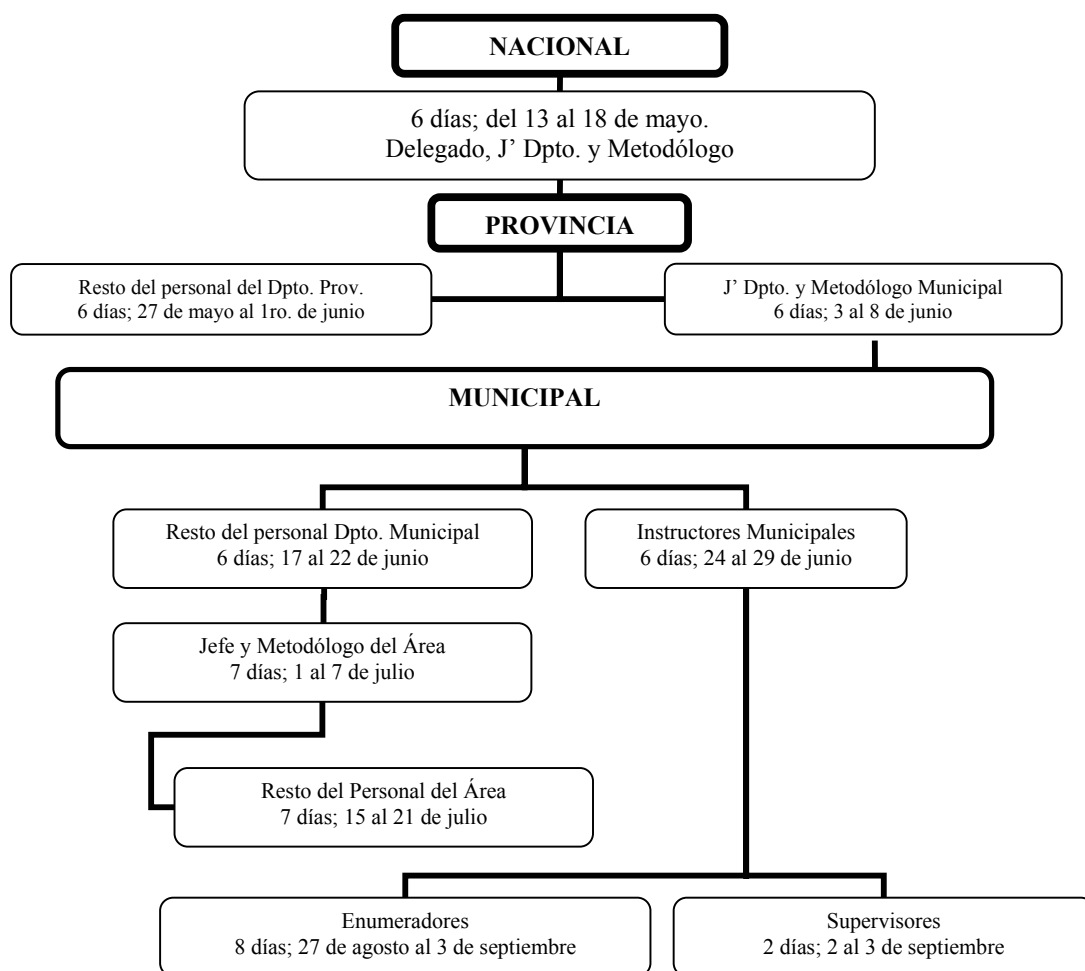 NACIONAL
6 días; del 13 al 18 de mayo.
Delegado, J’ Dpto. y Metodólogo
PROVINCIA
Resto del personal del Dpto. Prov.
6 días; 27 de mayo al 1ro. de junio
J’ Dpto. y Metodólogo Municipal
6 días; 3 al 8 de junio
MUNICIPAL
Resto del personal Dpto. Municipal
6 días; 17 al 22 de junio
Instructores Municipales
6 días; 24 al 29 de junio
Jefe y Metodólogo del Área
7 días; 1 al 7 de julio
Resto del Personal del Área
7 días; 15 al 21 de julio
Enumeradores
8 días; 27 de agosto al 3 de septiembre
Supervisores
2 días; 2 al 3 de septiembre